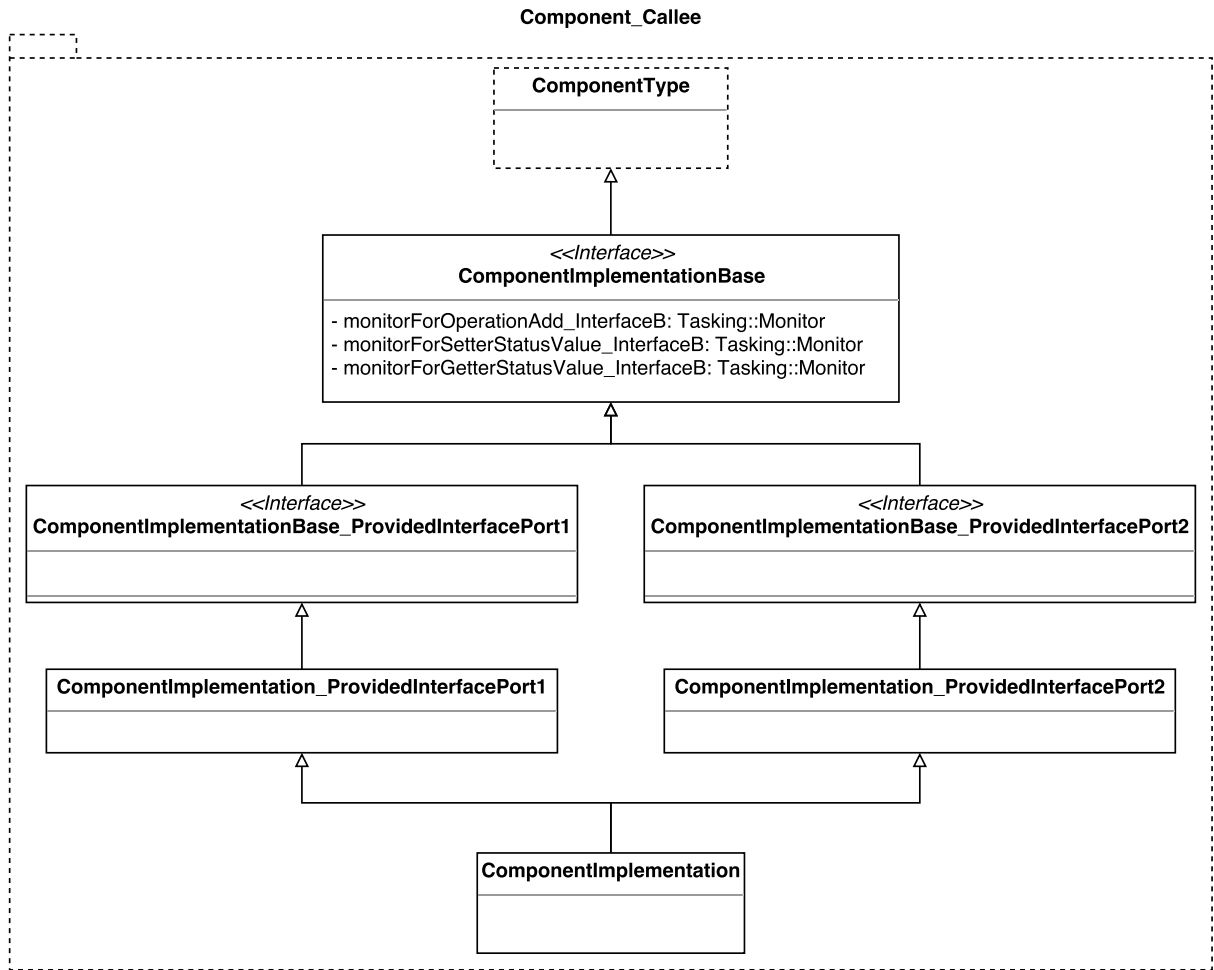 Component_Callee
ComponentType
<<Interface>>
ComponentImplementationBase
- monitorForOperationAdd_InterfaceB: Tasking::Monitor
- monitorForSetterStatusValue_InterfaceB: Tasking::Monitor
- monitorForGetterStatusValue_InterfaceB: Tasking::Monitor
<<Interface>>
ComponentImplementationBase_ProvidedInterfacePort1
<<Interface>>
ComponentImplementationBase_ProvidedInterfacePort2
ComponentImplementation_ProvidedInterfacePort1
ComponentImplementation_ProvidedInterfacePort2
ComponentImplementation